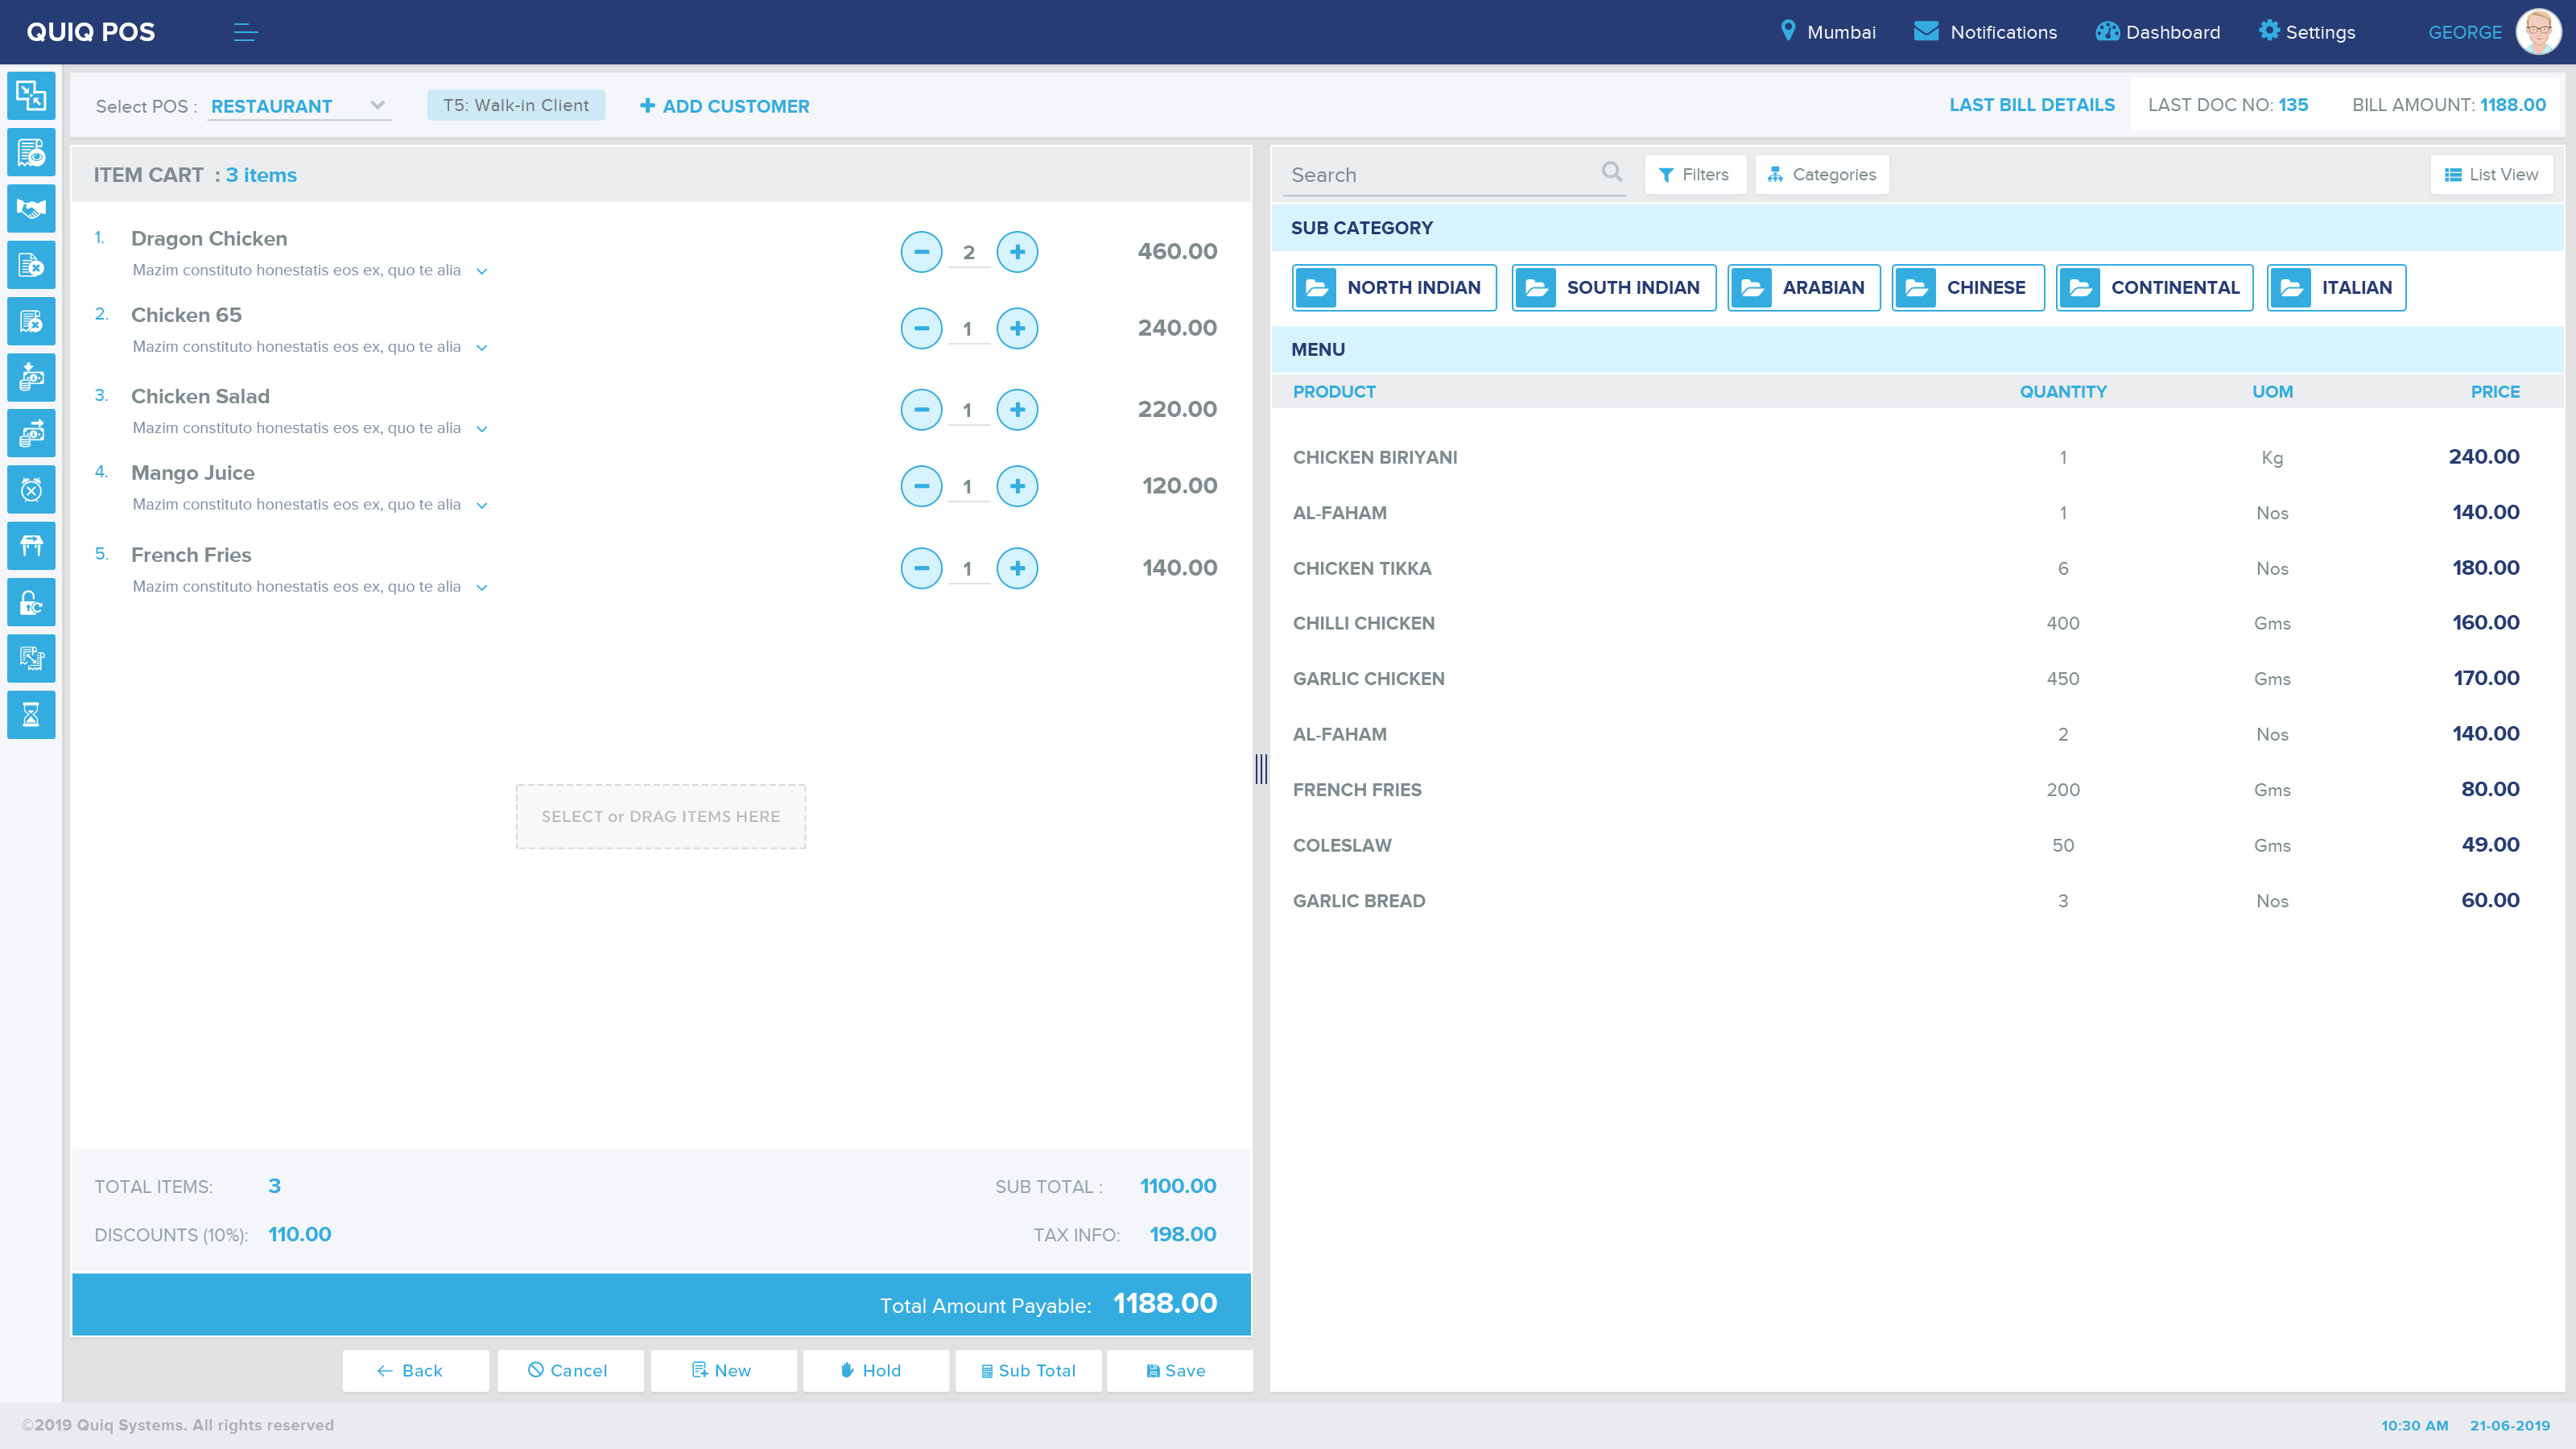 QUIQ POS
Mumbai Notifications Dashboard Settings GEORGE
Select POS : RESTAURANT T5: Walk-in Client ADD CUSTOMER LAST BILL DETAILS LAST DOC NO: 135 BILL AMOUNT: 1188.00
ITEM CART : 3 items
1. Dragon Chicken 2 460.00
Mazim constituto honestatis eos ex, quo te alia
2. Chicken 65 1 240.00
Mazim constituto honestatis eos ex, quo te alia
3. Chicken Salad 1 220.00
Mazim constituto honestatis eos ex, quo te alia
4. Mango Juice 1 120.00
Mazim constituto honestatis eos ex, quo te alia
5. French Fries 1 140.00
Mazim constituto honestatis eos ex, quo te alia
SELECT or DRAG ITEMS HERE
TOTAL ITEMS: 3 SUB TOTAL : 1100.00
DISCOUNTS (10%): 110.00 TAX INFO: 198.00
Total Amount Payable: 1188.00
Back Cancel New Hold Sub Total Save
Search Filters Categories List View
SUB CATEGORY
NORTH INDIAN SOUTH INDIAN ARABIAN CHINESE CONTINENTAL ITALIAN
MENU
PRODUCT QUANTITY UOM PRICE
CHICKEN BIRIYANI 1 Kg 240.00
AL-FAHAM 1 Nos 140.00
CHICKEN TIKKA 6 Nos 180.00
CHILLI CHICKEN 400 Gms 160.00
GARLIC CHICKEN 450 Gms 170.00
AL-FAHAM 2 Nos 140.00
FRENCH FRIES 200 Gms 80.00
COLESLAW 50 Gms 49.00
GARLIC BREAD 3 Nos 60.00
©2019 Quiq Systems. All rights reserved 10:30 AM 21-06-2019